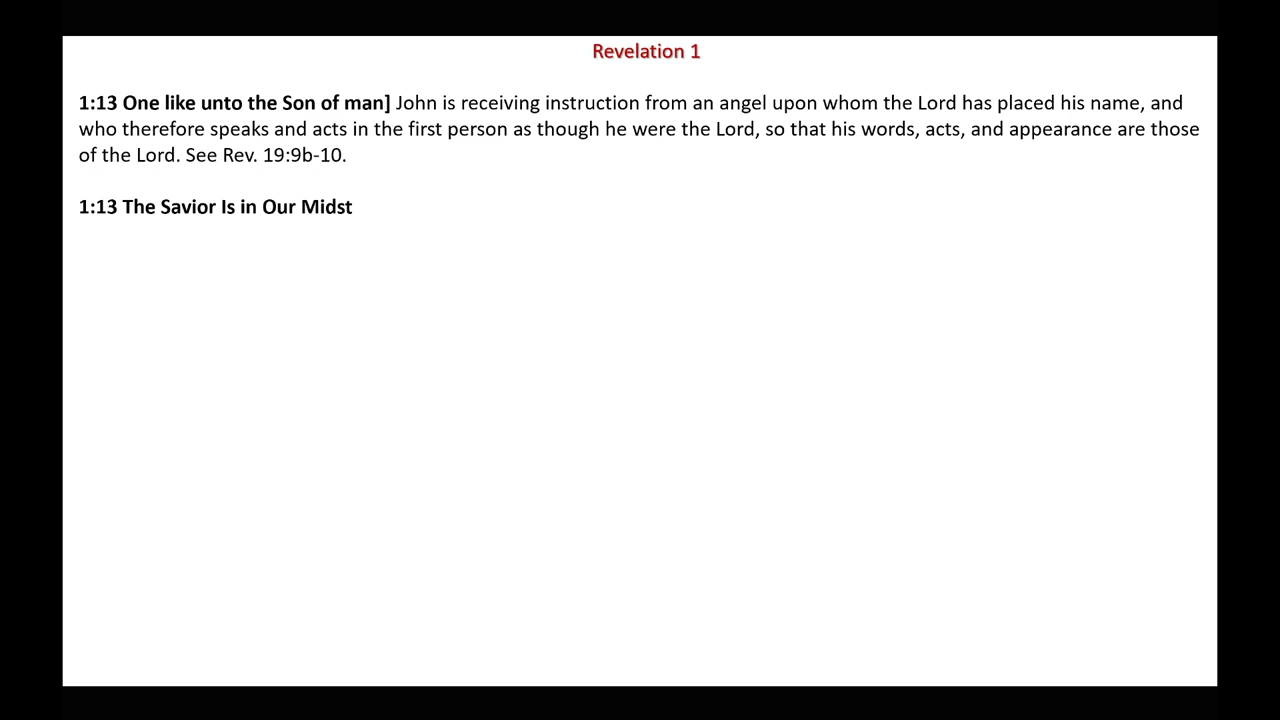 Revelation 1
1:13 One like unto the Son of man] John is receiving instruction from an angel upon whom the Lord has placed his name, and
who therefore speaks and acts in the first person as though he were the Lord, so that his words, acts, and appearance are those
of the Lord. See Rev. 19:9b-10.
1:13 The Savior Is in Our Midst